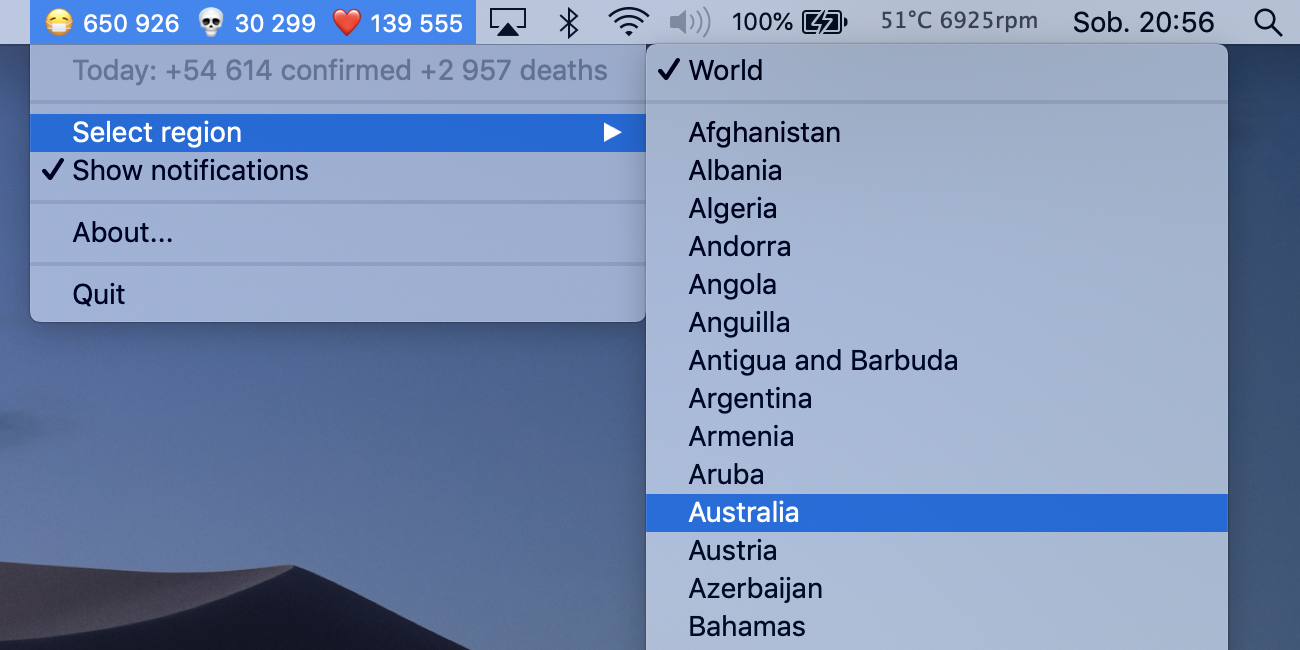 😷 650 926 💀 30 299 ❤️ 139 555 100% 51°C 6925rpm Sob. 20:56
Today: +54 614 confirmed +2 957 deaths
Select region
Show notifications
About...
Quit
World
Afghanistan
Albania
Algeria
Andorra
Angola
Anguilla
Antigua and Barbuda
Argentina
Armenia
Aruba
Australia
Austria
Azerbaijan
Bahamas